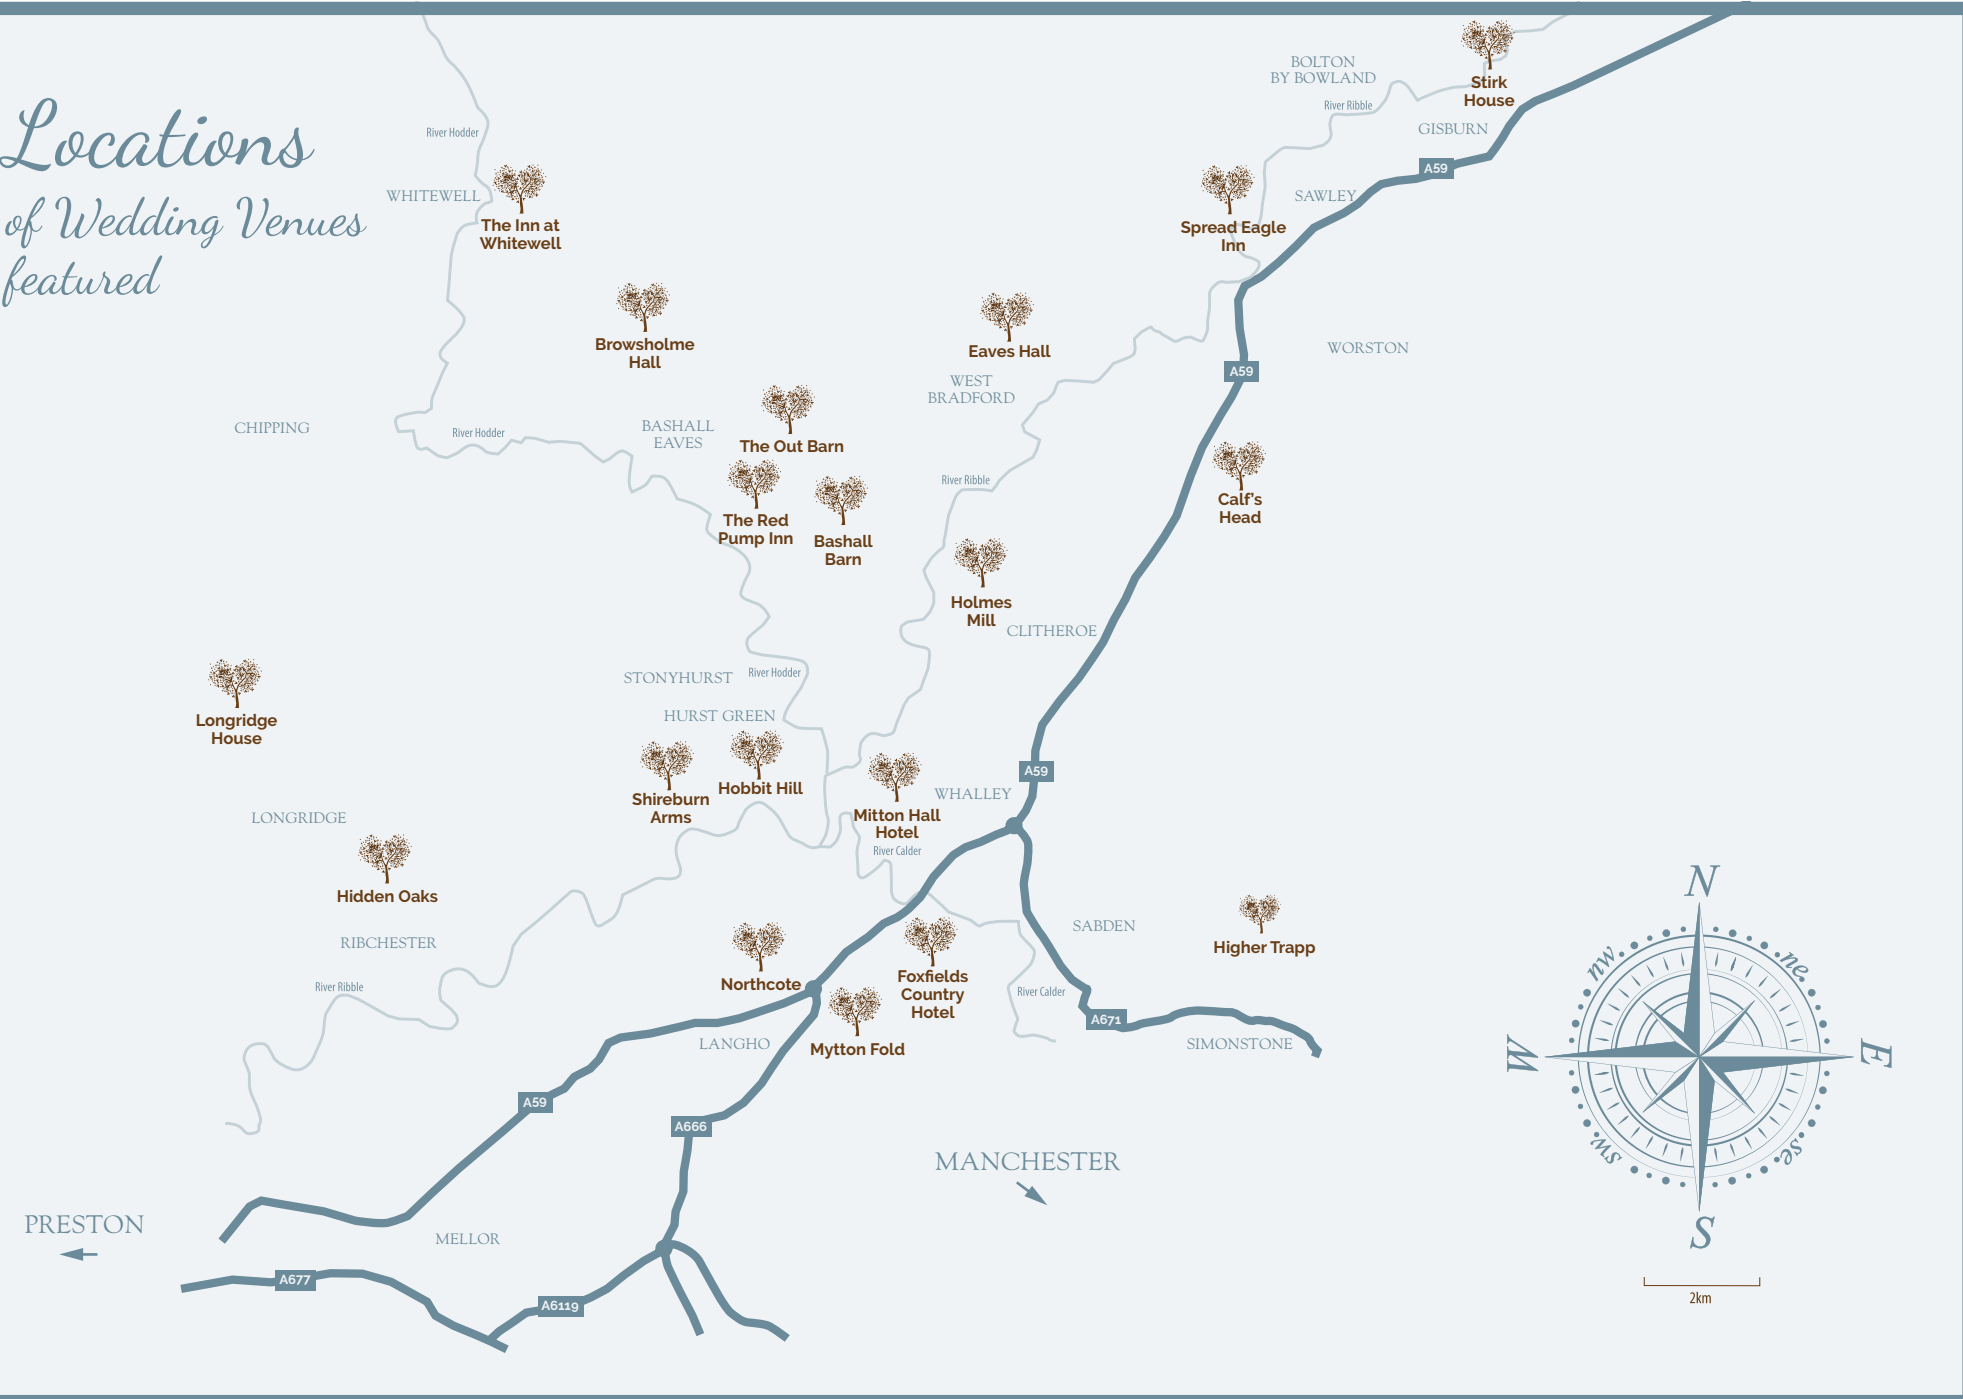 Locations
of Wedding Venues
featured
BOLTON
BY BOWLAND
River Ribble
Stirk
House
GISBURN
A59
River Hodder
WHITEWELL
The Inn at
Whitewell
SAWLEY
Spread Eagle
Inn
Browsholme
Hall
Eaves Hall
WEST
BRADFORD
WORSTON
A59
CHIPPING
River Hodder
BASHALL
EAVES
The Out Barn
The Red
Pump Inn
Bashall
Barn
River Ribble
Calf's
Head
Holmes
Mill
CLITHEROE
STONYHURST
River Hodder
HURST GREEN
Longridge
House
Shireburn
Arms
Hobbit Hill
Mitton Hall
Hotel
River Calder
WHALLEY
A59
LONGRIDGE
Hidden Oaks
RIBCHESTER
River Ribble
Northcote
Foxfields
Country
Hotel
Mytton Fold
LANGHO
SABDEN
Higher Trapp
River Calder
A671
SIMONSTONE
A59
A666
MANCHESTER
PRESTON
MELLOR
A677
A6119
N
nw
ne
W
E
sw
se
S
2km